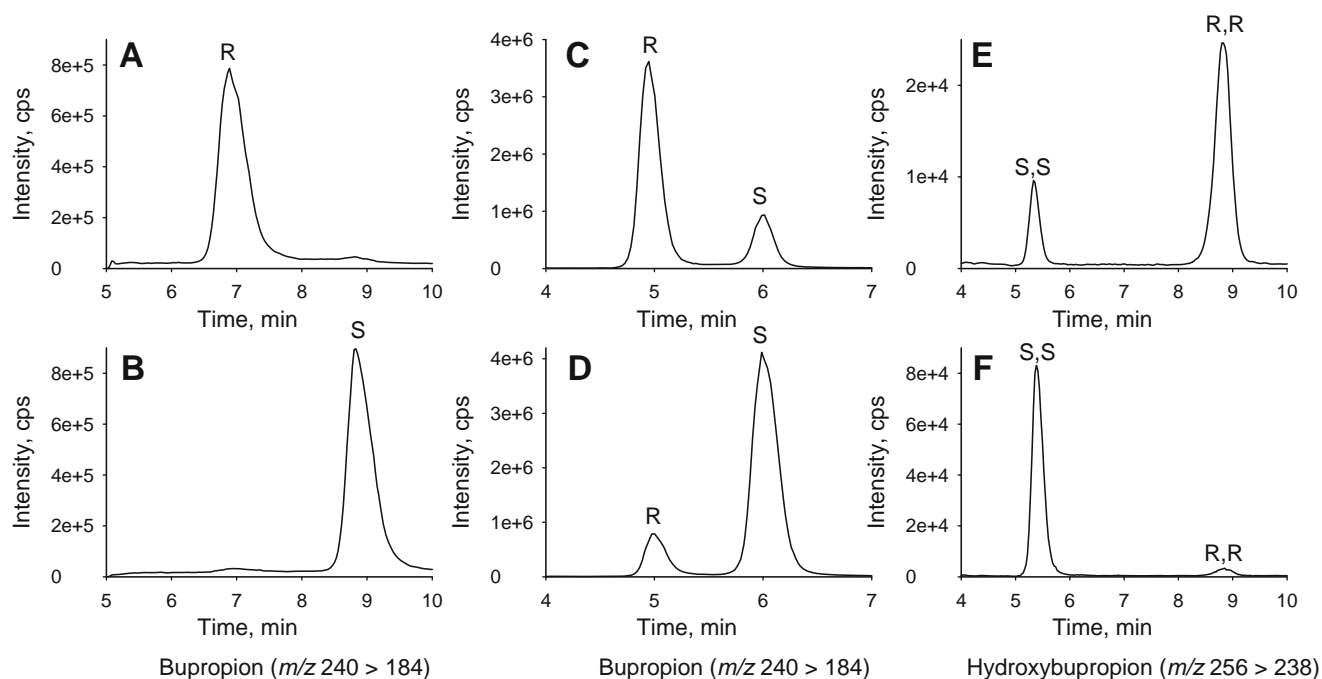 A
R
Intensity, cps
8e+5
6e+5
4e+5
2e+5
0
5 6 7 8 9 10
Time, min
C
R
S
Intensity, cps
4e+6
3e+6
2e+6
1e+6
0
4 5 6 7
Time, min
E
S,S
R,R
Intensity, cps
2e+4
1e+4
0
4 5 6 7 8 9 10
Time, min
B
S
Intensity, cps
8e+5
6e+5
4e+5
2e+5
0
5 6 7 8 9 10
Time, min
D
R
S
Intensity, cps
4e+6
3e+6
2e+6
1e+6
0
4 5 6 7
Time, min
F
S,S
R,R
Intensity, cps
8e+4
6e+4
4e+4
2e+4
0
4 5 6 7 8 9 10
Time, min
Bupropion (m/z 240 > 184)
Bupropion (m/z 240 > 184)
Hydroxybupropion (m/z 256 > 238)